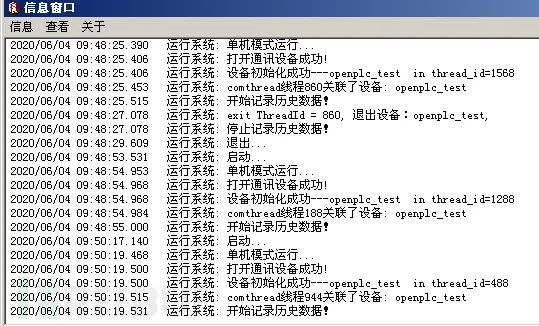 信息窗口
信息 查看 关于
2020/06/04 09:48:25.390 运行系统: 单机模式运行...
2020/06/04 09:48:25.406 运行系统: 打开通讯设备成功!
2020/06/04 09:48:25.406 运行系统: 设备初始化成功---openplc_test in thread_id=1568
2020/06/04 09:48:25.453 运行系统: comthread线程860关联了设备: openplc_test
2020/06/04 09:48:25.515 运行系统: 开始记录历史数据!
2020/06/04 09:48:27.078 运行系统: exit ThreadId = 860, 退出设备：openplc_test,
2020/06/04 09:48:27.078 运行系统: 停止记录历史数据!
2020/06/04 09:48:29.609 运行系统: 退出...
2020/06/04 09:48:53.531 运行系统: 启动...
2020/06/04 09:48:54.953 运行系统: 单机模式运行...
2020/06/04 09:48:54.968 运行系统: 打开通讯设备成功!
2020/06/04 09:48:54.968 运行系统: 设备初始化成功---openplc_test in thread_id=1288
2020/06/04 09:48:54.984 运行系统: comthread线程188关联了设备: openplc_test
2020/06/04 09:48:55.000 运行系统: 开始记录历史数据!
2020/06/04 09:50:17.140 运行系统: 启动...
2020/06/04 09:50:19.468 运行系统: 单机模式运行...
2020/06/04 09:50:19.500 运行系统: 打开通讯设备成功!
2020/06/04 09:50:19.500 运行系统: 设备初始化成功---openplc_test in thread_id=488
2020/06/04 09:50:19.515 运行系统: comthread线程944关联了设备: openplc_test
2020/06/04 09:50:19.531 运行系统: 开始记录历史数据!